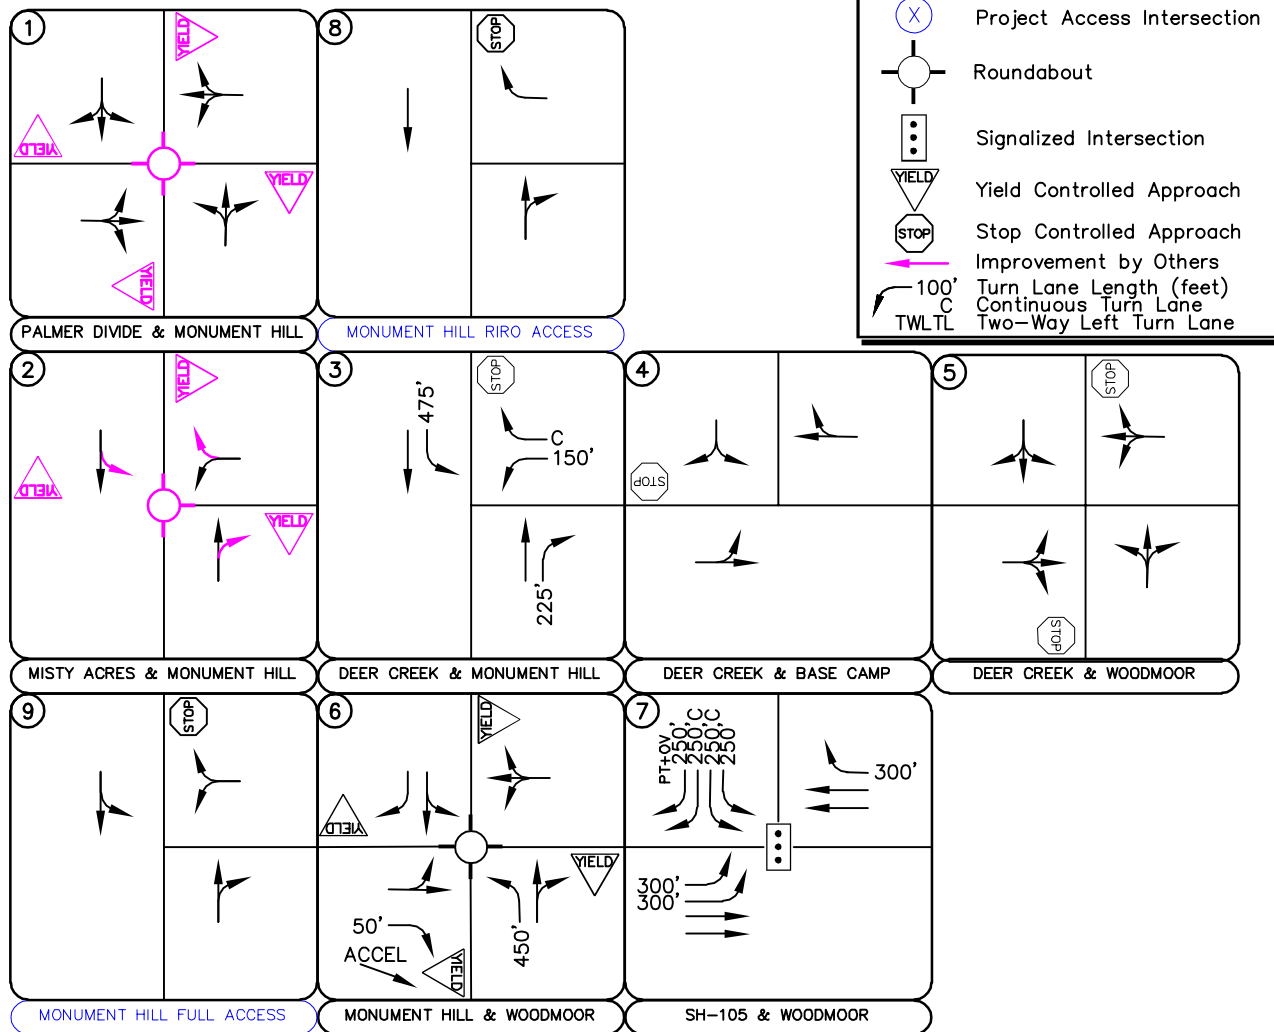 1
YIELD
YIELD
YIELD
YIELD
PALMER DIVIDE & MONUMENT HILL
8
STOP
MONUMENT HILL RIRO ACCESS
X Project Access Intersection
Roundabout
Signalized Intersection
YIELD Yield Controlled Approach
STOP Stop Controlled Approach
Improvement by Others
100' Turn Lane Length (feet)
C Continuous Turn Lane
TWLTL Two-Way Left Turn Lane
2
YIELD
YIELD
YIELD
MISTY ACRES & MONUMENT HILL
3
STOP
475'
C
150'
225'
DEER CREEK & MONUMENT HILL
4
STOP
DEER CREEK & BASE CAMP
5
STOP
STOP
DEER CREEK & WOODMOOR
9
STOP
MONUMENT HILL FULL ACCESS
6
YIELD
YIELD
YIELD
50'
ACCEL
450'
YIELD
MONUMENT HILL & WOODMOOR
7
PT+OV
250'
250'C
250'C
250'
300'
300'
300'
SH-105 & WOODMOOR